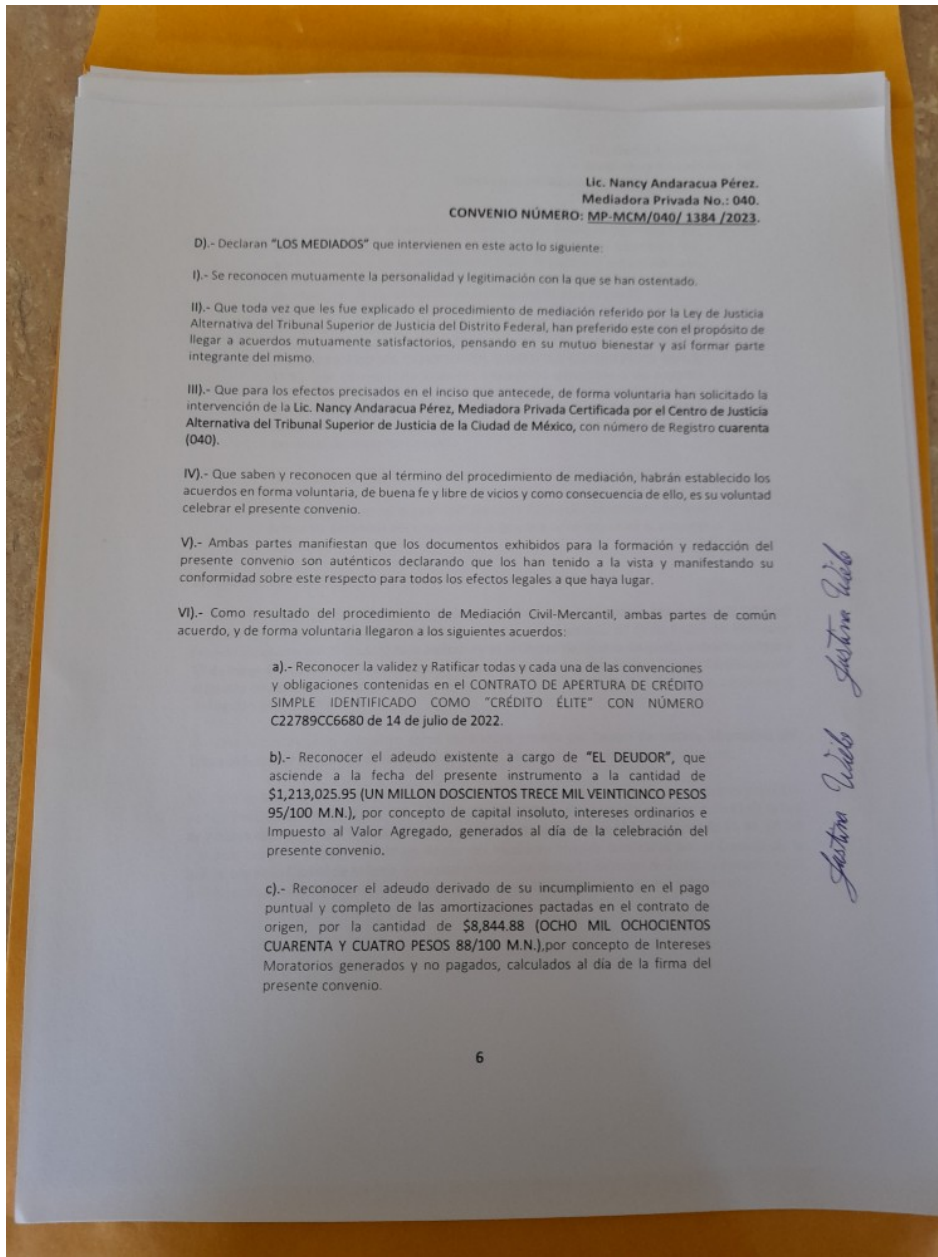 Lic. Nancy Andaracua Pérez.
Mediadora Privada No.: 040.
CONVENIO NÚMERO: MP-MCM/040/ 1384 /2023.
D).- Declaran "LOS MEDIADOS" que intervienen en este acto lo siguiente:
I).- Se reconocen mutuamente la personalidad y legitimación con la que se han ostentado.
II).- Que toda vez que les fue explicado el procedimiento de mediación referido por la Ley de Justicia
Alternativa del Tribunal Superior de Justicia del Distrito Federal, han preferido este con el propósito de
llegar a acuerdos mutuamente satisfactorios, pensando en su mutuo bienestar y así formar parte
integrante del mismo.
III).- Que para los efectos precisados en el inciso que antecede, de forma voluntaria han solicitado la
intervención de la Lic. Nancy Andaracua Pérez, Mediadora Privada Certificada por el Centro de Justicia
Alternativa del Tribunal Superior de Justicia de la Ciudad de México, con número de Registro cuarenta
(040).
IV).- Que saben y reconocen que al término del procedimiento de mediación, habrán establecido los
acuerdos en forma voluntaria, de buena fe y libre de vicios y como consecuencia de ello, es su voluntad
celebrar el presente convenio.
V).- Ambas partes manifiestan que los documentos exhibidos para la formación y redacción del
presente convenio son auténticos declarando que los han tenido a la vista y manifestando su
conformidad sobre este respecto para todos los efectos legales a que haya lugar.
VI).- Como resultado del procedimiento de Mediación Civil-Mercantil, ambas partes de común
acuerdo, y de forma voluntaria llegaron a los siguientes acuerdos:
a).- Reconocer la validez y Ratificar todas y cada una de las convenciones
y obligaciones contenidas en el CONTRATO DE APERTURA DE CRÉDITO
SIMPLE IDENTIFICADO COMO "CRÉDITO ÉLITE" CON NÚMERO
C22789CC6680 de 14 de julio de 2022.
b).- Reconocer el adeudo existente a cargo de "EL DEUDOR", que
asciende a la fecha del presente instrumento a la cantidad de
$1,213,025.95 (UN MILLON DOSCIENTOS TRECE MIL VEINTICINCO PESOS
95/100 M.N.), por concepto de capital insoluto, intereses ordinarios e
Impuesto al Valor Agregado, generados al día de la celebración del
presente convenio.
c).- Reconocer el adeudo derivado de su incumplimiento en el pago
puntual y completo de las amortizaciones pactadas en el contrato de
origen, por la cantidad de $8,844.88 (OCHO MIL OCHOCIENTOS
CUARENTA Y CUATRO PESOS 88/100 M.N.),por concepto de Intereses
Moratorios generados y no pagados, calculados al día de la firma del
presente convenio.
6